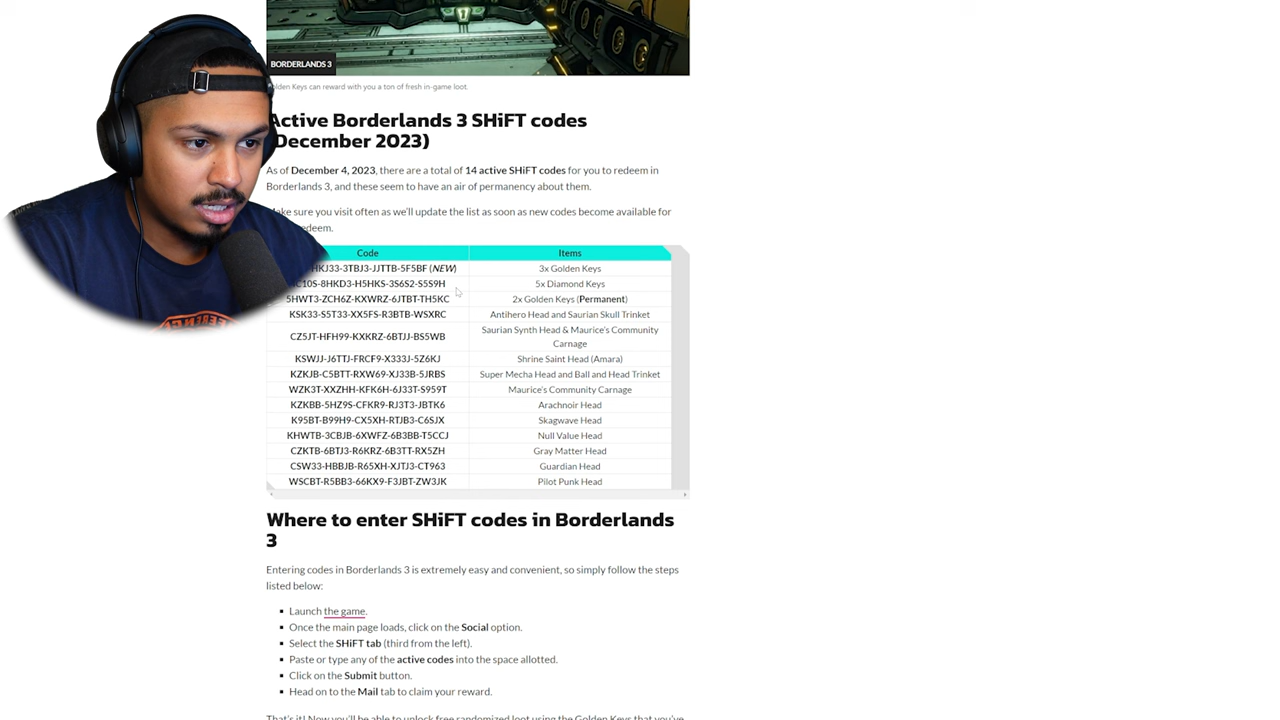 BORDERLANDS 3
olden Keys can reward with you a ton of fresh in-game loot.
Active Borderlands 3 SHiFT codes
December 2023)
As of December 4, 2023, there are a total of 14 active SHiFT codes for you to redeem in
Borderlands 3, and these seem to have an air of permanency about them.
ake sure you visit often as we'll update the list as soon as new codes become available for
redeem.
Code Items
HKJ33-3TBJ3-JJTTB-5F5BF (NEW) 3x Golden Keys
C10S-8HKD3-H5HKS-3S6S2-S5S9H 5x Diamond Keys
5HWT3-ZCH6Z-KXWRZ-6JTBT-TH5KC 2x Golden Keys (Permanent)
KSK33-S5T33-XX5FS-R3BTB-WSXRC Antihero Head and Saurian Skull Trinket
CZ5JT-HFH99-KXKRZ-6BTJJ-BS5WB Saurian Synth Head & Maurice's Community
Carnage
KSWJJ-J6TTJ-FRCF9-X333J-5Z6KJ Shrine Saint Head (Amara)
KZKJB-C5BTT-RXW69-XJ33B-5JRBS Super Mecha Head and Ball and Head Trinket
WZK3T-XXZHH-KFK6H-6J33T-S959T Maurice's Community Carnage
KZKBB-5HZ9S-CFKR9-RJ3T3-JBTK6 Arachnoir Head
K95BT-B99H9-CX5XH-RTJB3-C6SJX Skagwave Head
KHWTB-3CBJB-6XWFZ-6B3BB-T5CCJ Null Value Head
CZKTB-6BTJ3-R6KRZ-6B3TT-RX5ZH Gray Matter Head
CSW33-HBBJB-R65XH-XJTJ3-CT963 Guardian Head
WSCBT-R5BB3-66KX9-F3JBT-ZW3JK Pilot Punk Head
Where to enter SHiFT codes in Borderlands
3
Entering codes in Borderlands 3 is extremely easy and convenient, so simply follow the steps
listed below:
Launch the game.
Once the main page loads, click on the Social option.
Select the SHiFT tab (third from the left).
Paste or type any of the active codes into the space allotted.
Click on the Submit button.
Head on to the Mail tab to claim your reward.
That's it! Now you'll be able to unlock free randomized loot using the Golden Keys that you've